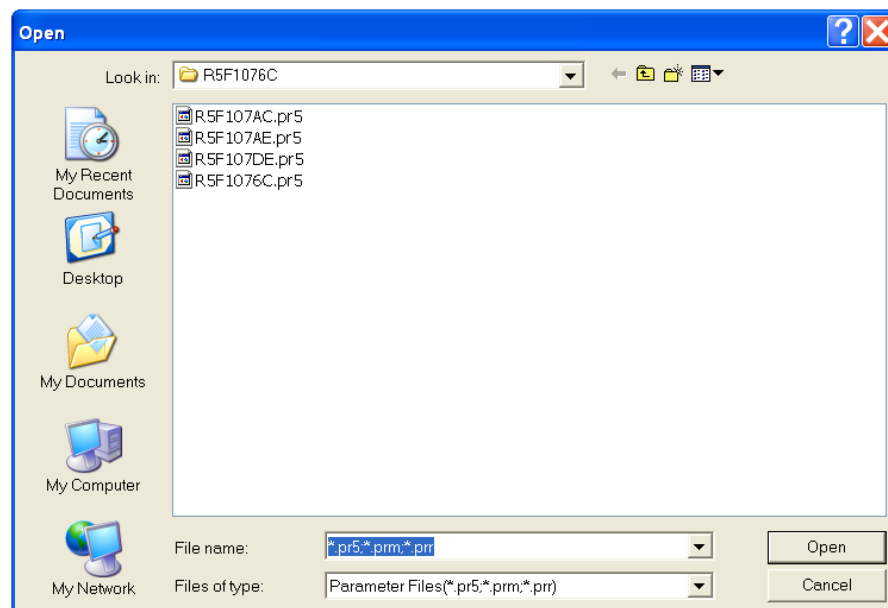 Open
Look in:
R5F1076C
R5F107AC.pr5
R5F107AE.pr5
R5F107DE.pr5
R5F1076C.pr5
My Recent
Documents
Desktop
My Documents
My Computer
My Network
File name:
*.pr5;*.prm;*.prr
Open
Files of type:
Parameter Files(*.pr5;*.prm;*.prr)
Cancel